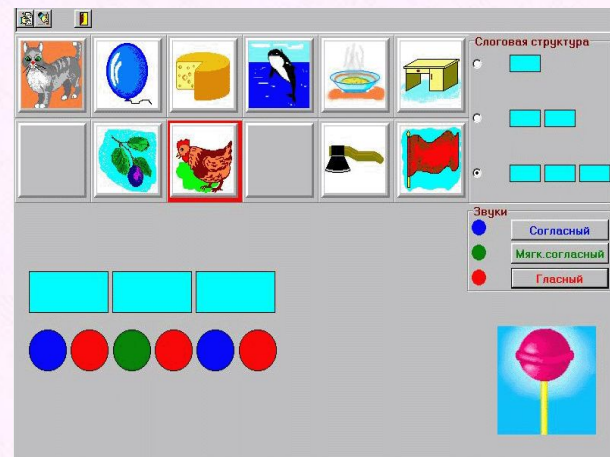 Слоговая структура
Звуки
Согласный
Мягк.согласный
Гласный